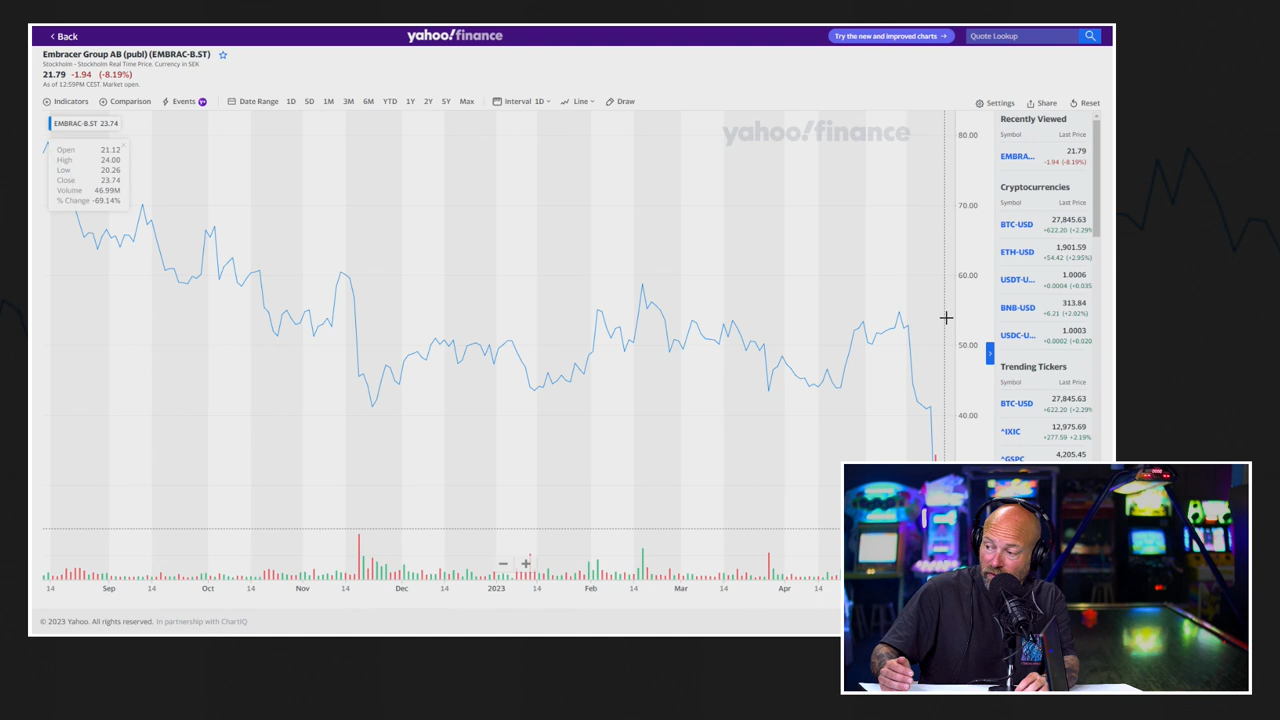 Back
yahoo!finance
Try the new and improved charts →
Quote Lookup
Embracer Group AB (publ) (EMBRAC-B.ST)
Stockholm - Stockholm Real Time Price. Currency in SEK
21.79 -1.94 (-8.19%)
As of 12:59PM CEST. Market open.
Indicators Comparison Events Y+ Date Range 1D 5D 1M 3M 6M YTD 1Y 2Y 5Y Max Interval 1D Line Draw Settings Share Reset
EMBRAC-B.ST 23.74
yahoo!finance
Open 21.12
High 24.00
Low 20.26
Close 23.74
Volume 46.99M
% Change -69.14%
80.00
70.00
60.00
50.00
40.00
14 Sep 14 Oct 14 Nov 14 Dec 14 2023 14 Feb 14 Mar 14 Apr 14
Recently Viewed
Symbol Last Price
EMBRA... 21.79
-1.94 (-8.19%)
Cryptocurrencies
Symbol Last Price
BTC-USD 27,845.63
+622.20 (+2.29%
ETH-USD 1,901.59
+54.42 (+2.95%)
USDT-U... 1.0006
+0.0004 (+0.035
BNB-USD 313.84
+6.21 (+2.02%)
USDC-U... 1.0003
+0.0002 (+0.020
Trending Tickers
Symbol Last Price
BTC-USD 27,845.63
+622.20 (+2.29%
^IXIC 12,975.69
+277.59 +2.19%
^GSPC 4,205.45
© 2023 Yahoo. All rights reserved. In partnership with ChartIQ